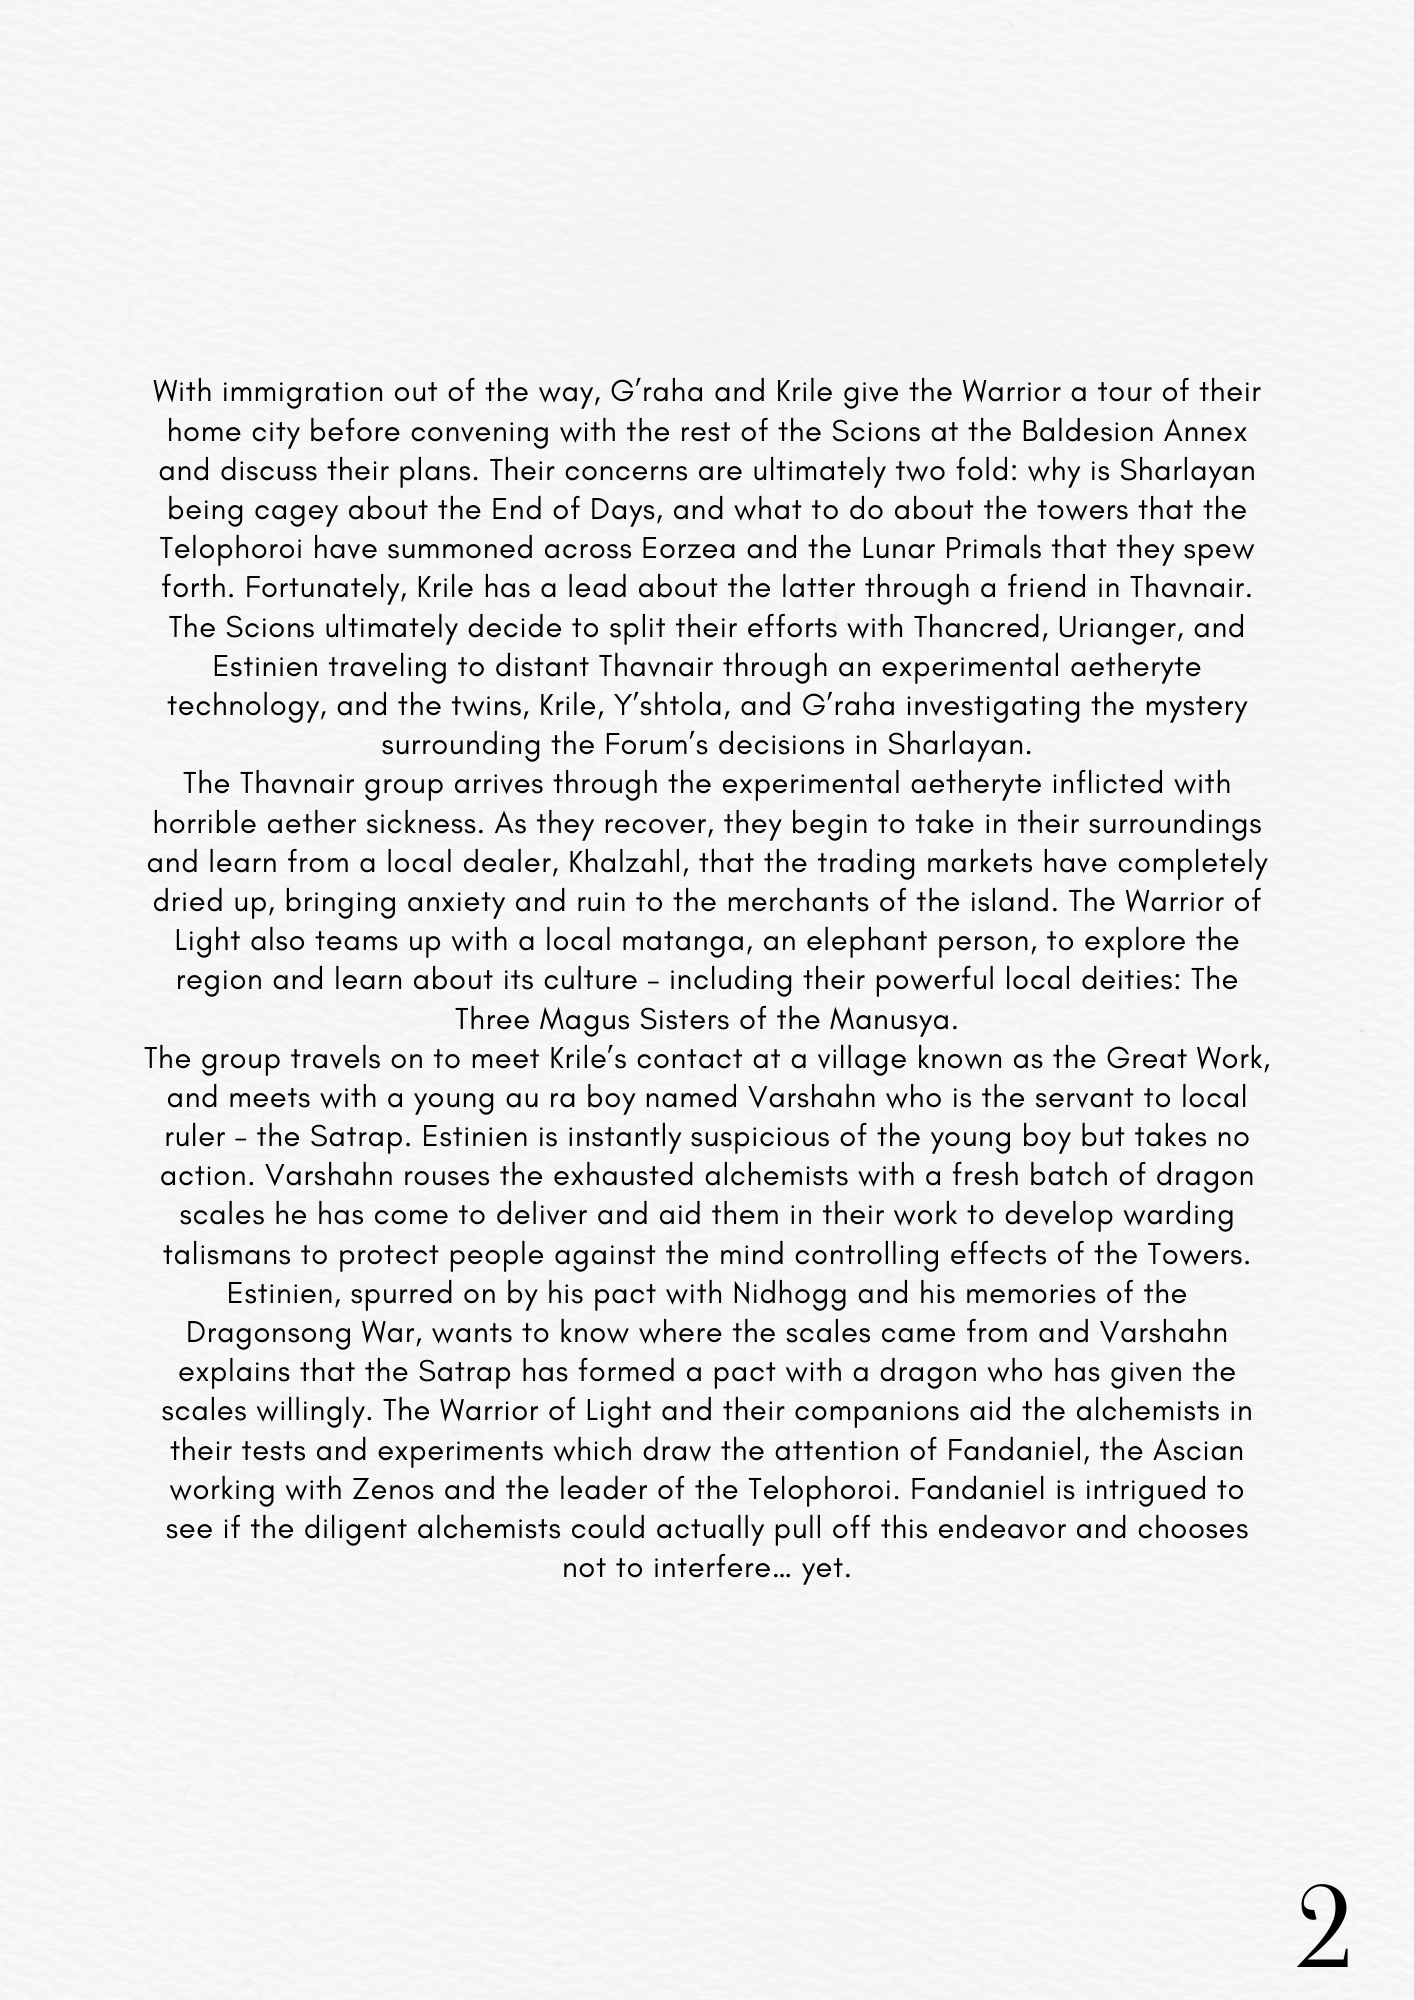 With immigration out of the way, G’raha and Krile give the Warrior a tour of their
home city before convening with the rest of the Scions at the Baldesion Annex
and discuss their plans. Their concerns are ultimately two fold: why is Sharlayan
being cagey about the End of Days, and what to do about the towers that the
Telophoroi have summoned across Eorzea and the Lunar Primals that they spew
forth. Fortunately, Krile has a lead about the latter through a friend in Thavnair.
The Scions ultimately decide to split their efforts with Thancred, Urianger, and
Estinien traveling to distant Thavnair through an experimental aetheryte
technology, and the twins, Krile, Y’shtola, and G’raha investigating the mystery
surrounding the Forum’s decisions in Sharlayan.
The Thavnair group arrives through the experimental aetheryte inflicted with
horrible aether sickness. As they recover, they begin to take in their surroundings
and learn from a local dealer, Khalzahl, that the trading markets have completely
dried up, bringing anxiety and ruin to the merchants of the island. The Warrior of
Light also teams up with a local matanga, an elephant person, to explore the
region and learn about its culture – including their powerful local deities: The
Three Magus Sisters of the Manusya.
The group travels on to meet Krile’s contact at a village known as the Great Work,
and meets with a young au ra boy named Varshahn who is the servant to local
ruler – the Satrap. Estinien is instantly suspicious of the young boy but takes no
action. Varshahn rouses the exhausted alchemists with a fresh batch of dragon
scales he has come to deliver and aid them in their work to develop warding
talismans to protect people against the mind controlling effects of the Towers.
Estinien, spurred on by his pact with Nidhogg and his memories of the
Dragonsong War, wants to know where the scales came from and Varshahn
explains that the Satrap has formed a pact with a dragon who has given the
scales willingly. The Warrior of Light and their companions aid the alchemists in
their tests and experiments which draw the attention of Fandaniel, the Ascian
working with Zenos and the leader of the Telophoroi. Fandaniel is intrigued to
see if the diligent alchemists could actually pull off this endeavor and chooses
not to interfere... yet.
2